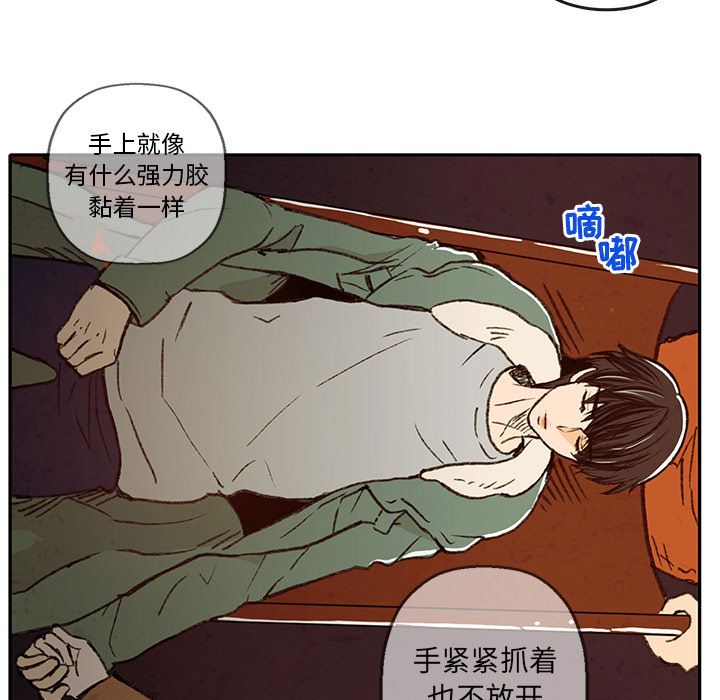 手上就像
有什么强力胶
黏着一样
嘀
嘟
手紧紧抓着
也不放开